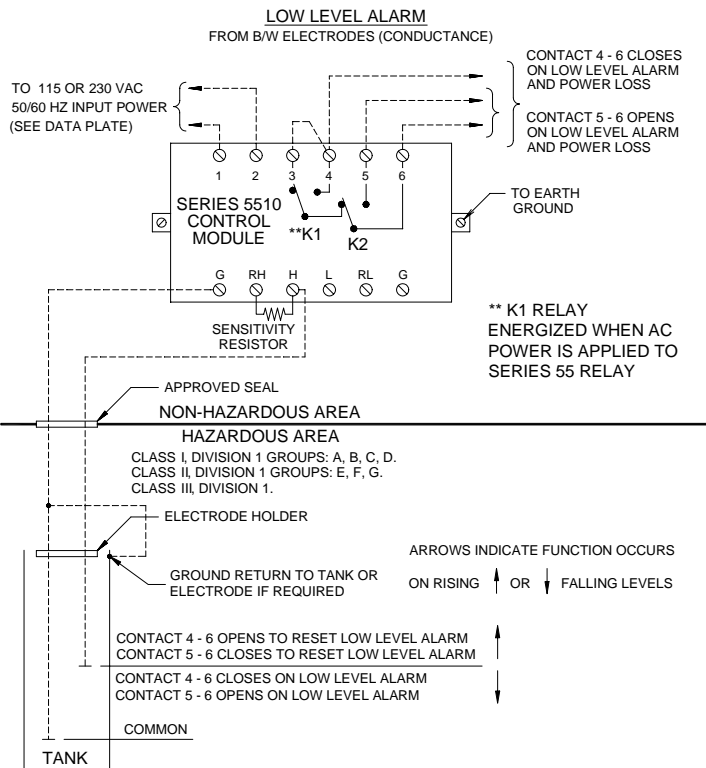 LOW LEVEL ALARM
FROM B/W ELECTRODES (CONDUCTANCE)
TO 115 OR 230 VAC
50/60 HZ INPUT POWER
(SEE DATA PLATE)
CONTACT 4 - 6 CLOSES
ON LOW LEVEL ALARM
AND POWER LOSS
CONTACT 5 - 6 OPENS
ON LOW LEVEL ALARM
AND POWER LOSS
1 2 3 4 5 6
SERIES 5510
CONTROL
MODULE
**K1
K2
TO EARTH
GROUND
G RH H L RL G
SENSITIVITY
RESISTOR
** K1 RELAY
ENERGIZED WHEN AC
POWER IS APPLIED TO
SERIES 55 RELAY
APPROVED SEAL
NON-HAZARDOUS AREA
HAZARDOUS AREA
CLASS I, DIVISION 1 GROUPS: A, B, C, D.
CLASS II, DIVISION 1 GROUPS: E, F, G.
CLASS III, DIVISION 1.
ELECTRODE HOLDER
GROUND RETURN TO TANK OR
ELECTRODE IF REQUIRED
ARROWS INDICATE FUNCTION OCCURS
ON RISING OR FALLING LEVELS
CONTACT 4 - 6 OPENS TO RESET LOW LEVEL ALARM
CONTACT 5 - 6 CLOSES TO RESET LOW LEVEL ALARM
CONTACT 4 - 6 CLOSES ON LOW LEVEL ALARM
CONTACT 5 - 6 OPENS ON LOW LEVEL ALARM
COMMON
TANK